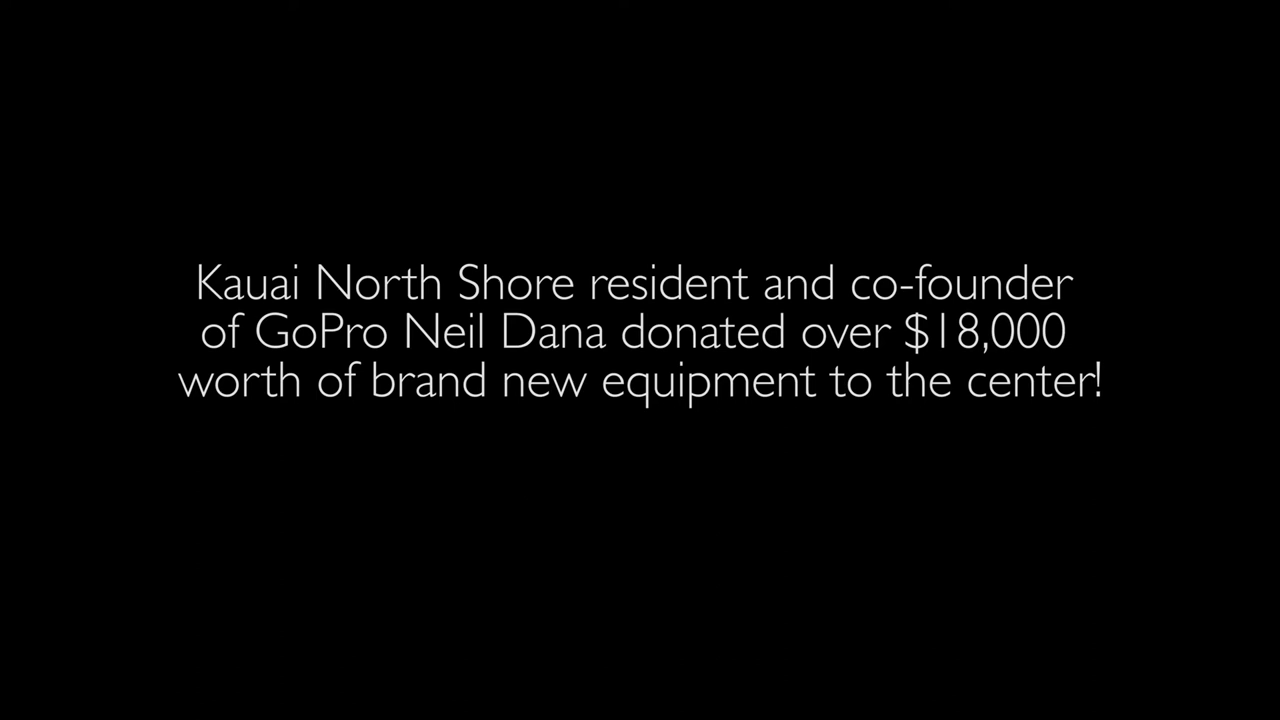 Kauai North Shore resident and co-founder
of GoPro Neil Dana donated over $18,000
worth of brand new equipment to the center!